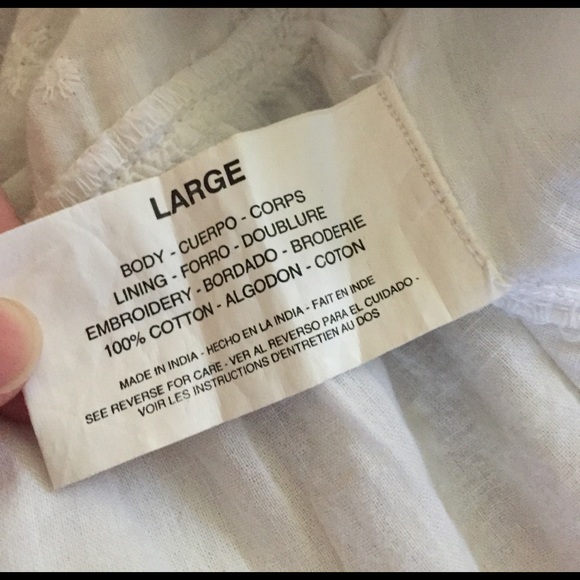 LARGE
BODY - CUERPO - CORPS
LINING - FORRO - DOUBLURE
EMBROIDERY - BORDADO - BRODERIE
100% COTTON - ALGODON - COTON
MADE IN INDIA - HECHO EN LA INDIA - FAIT EN INDE
SEE REVERSE FOR CARE - VER AL REVERSO PARA EL CUIDADO -
VOIR LES INSTRUCTIONS D'ENTRETIEN AU DOS